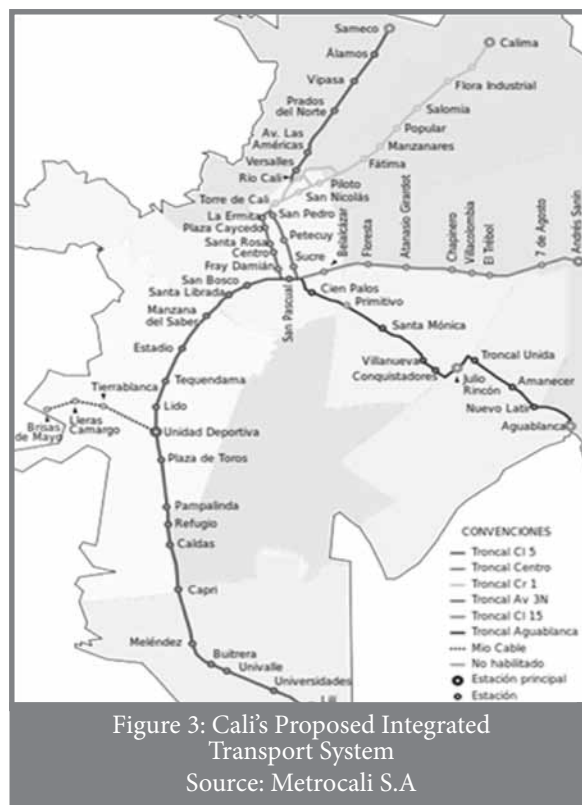 Sameco
Calima
Álamos
Vipasa
Flora Industrial
Prados
del Norte
Salomia
Av. Las
Américas
Popular
Manzanares
Versalles
Fátima
Río Cali
Piloto
Torre de Cali
San Nicolás
La Ermita
San Pedro
Plaza Caycedo
Petecuy
Santa Rosa
Centro
Sucre
Fray Damián
Belalcázar
Floresta
Atanasio Girardot
Chapinero
Villacolombia
El Trébol
7 de Agosto
Andrés Sanín
San Bosco
Santa Librada
San Pascual
Cien Palos
Primitivo
Manzana
del Saber
Santa Mónica
Estadio
Villanueva
Troncal Unida
Conquistadores
Julio
Rincón
Amanecer
Tierrablanca
Tequendama
Nuevo Latir
Lido
Brisas
de Mayo
Lleras
Camargo
Unidad Deportiva
Aguablanca
Plaza de Toros
Pampalinda
Refugio
Caldas
Capri
Meléndez
Buitrera
Univalle
Universidades
Lilí
CONVENCIONES
Troncal Cl 5
Troncal Centro
Troncal Cr 1
Troncal Av 3N
Troncal Cl 15
Troncal Aguablanca
Mio Cable
No habilitado
Estación principal
Estación
Figure 3: Cali's Proposed Integrated
Transport System
Source: Metrocali S.A